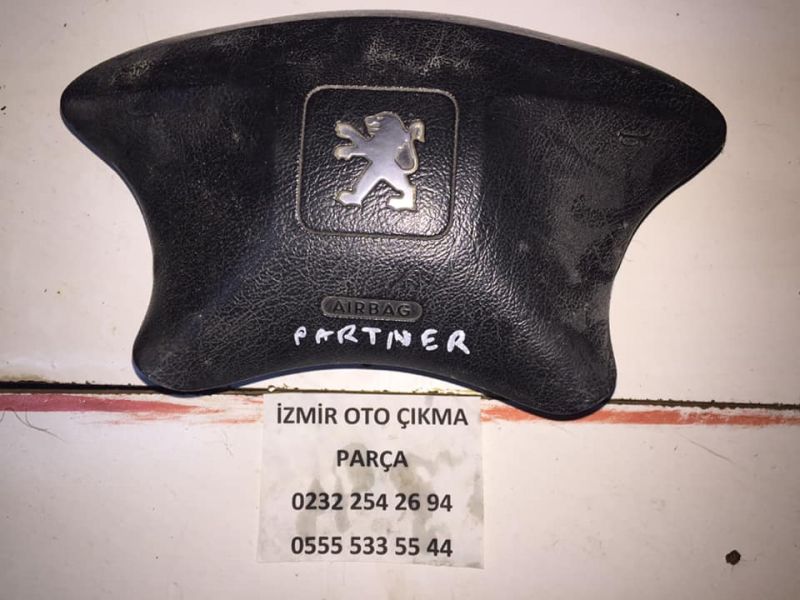 AIRBAG
PARTNER
İZMİR OTO ÇIKMA
PARÇA
0232 254 26 94
0555 533 55 44